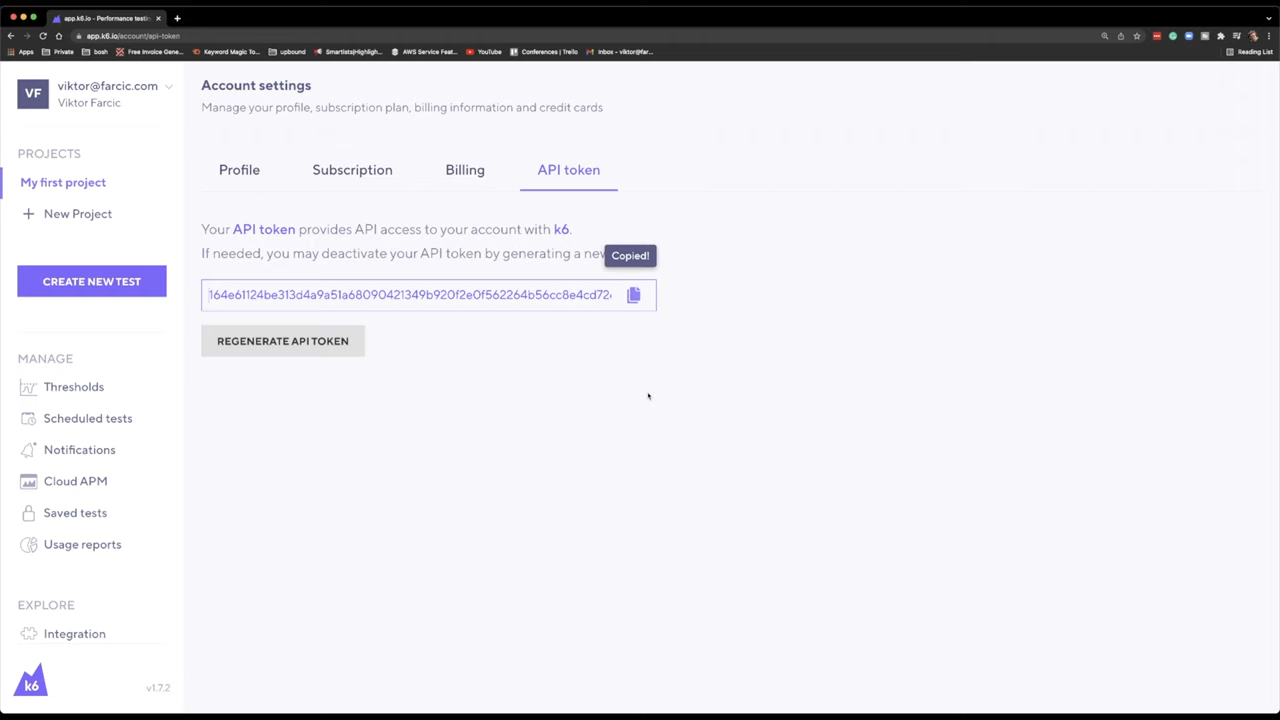 app.k6.io - Performance testin
app.k6.io/account/api-token
Apps Private bosh Free Invoice Gene... Keyword Magic To... upbound Smartists|Highligh... AWS Service Feat... YouTube Conferences | Trello Inbox - viktor@far... Reading List
VF
viktor@farcic.com
Viktor Farcic
PROJECTS
My first project
+ New Project
CREATE NEW TEST
MANAGE
Thresholds
Scheduled tests
Notifications
Cloud APM
Saved tests
Usage reports
EXPLORE
Integration
k6
v1.7.2
Account settings
Manage your profile, subscription plan, billing information and credit cards
Profile Subscription Billing API token
Your API token provides API access to your account with k6.
If needed, you may deactivate your API token by generating a new
Copied!
164e61124be313d4a9a51a68090421349b920f2e0f562264b56cc8e4cd72
REGENERATE API TOKEN